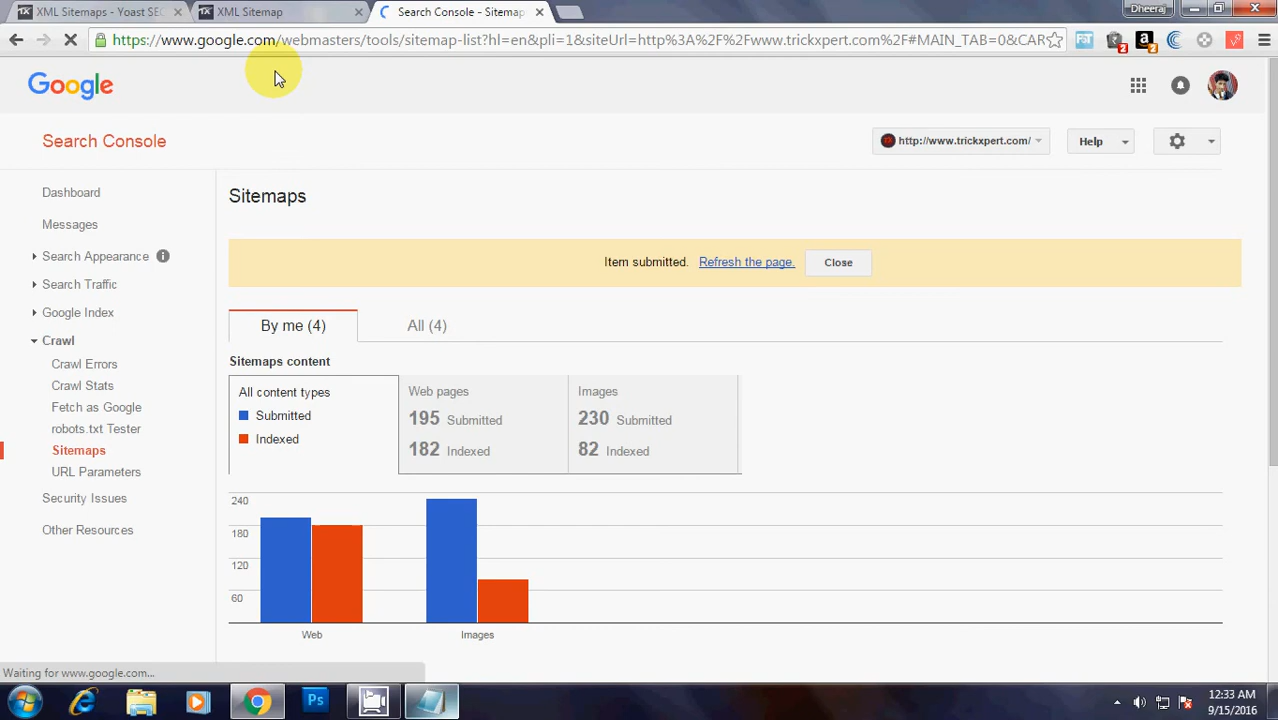 XML Sitemaps - Yoast SEO
XML Sitemap
Search Console - Sitemap
Dheeraj
https://www.google.com/webmasters/tools/sitemap-list?hl=en&pli=1&siteUrl=http%3A%2F%2Fwww.trickxpert.com%2F#MAIN_TAB=0&CAR
2
2
Google
Search Console
http://www.trickxpert.com/
Help
Dashboard
Messages
Search Appearance
Search Traffic
Google Index
Crawl
Crawl Errors
Crawl Stats
Fetch as Google
robots.txt Tester
Sitemaps
URL Parameters
Security Issues
Other Resources
Sitemaps
Item submitted. Refresh the page. Close
By me (4)
All (4)
Sitemaps content
All content types
Submitted
Indexed
Web pages
195 Submitted
182 Indexed
Images
230 Submitted
82 Indexed
240
180
120
60
Web
Images
Waiting for www.google.com...
Ps
12:33 AM
9/15/2016